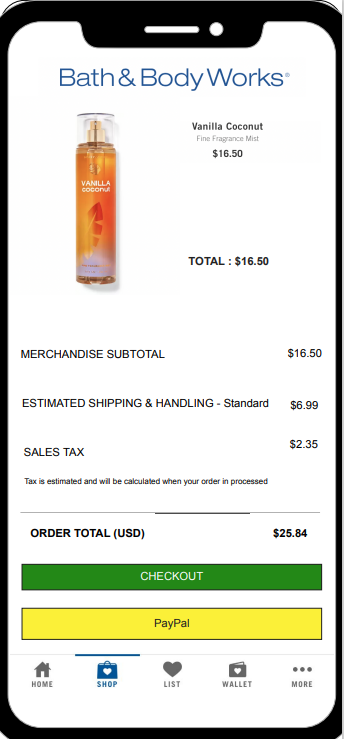 Bath & Body Works®
VANILLA
coconut
Vanilla Coconut
Fine Fragrance Mist
$16.50
TOTAL : $16.50
MERCHANDISE SUBTOTAL $16.50
ESTIMATED SHIPPING & HANDLING - Standard $6.99
SALES TAX $2.35
Tax is estimated and will be calculated when your order in processed
ORDER TOTAL (USD) $25.84
CHECKOUT
PayPal
HOME SHOP LIST WALLET MORE